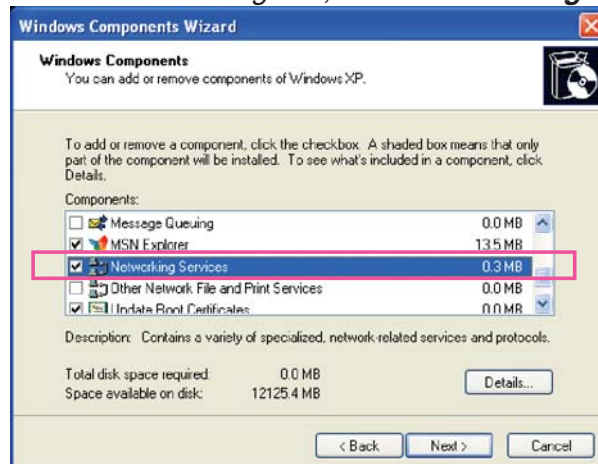 Windows Components Wizard
Windows Components
You can add or remove components of Windows XP.
To add or remove a component, click the checkbox. A shaded box means that only
part of the component will be installed. To see what's included in a component, click
Details.
Components:
Message Queuing 0.0 MB
MSN Explorer 13.5 MB
Networking Services 0.3 MB
Other Network File and Print Services 0.0 MB
Update Root Certificates 0.0 MB
Description: Contains a variety of specialized, network-related services and protocols.
Total disk space required: 0.0 MB
Space available on disk: 12125.4 MB
Details...
< Back Next > Cancel